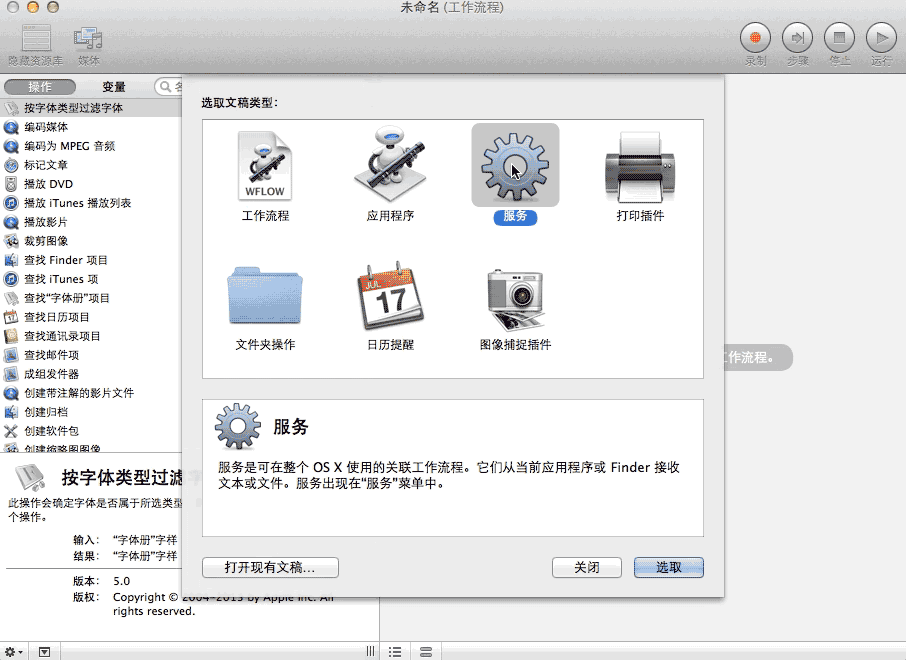 未命名 (工作流程)
隐藏资源库 媒体 录制 步骤 停止 运行
操作 变量
选取文稿类型：
按字体类型过滤字体
编码媒体
编码为 MPEG 音频
标记文章
播放 DVD
播放 iTunes 播放列表
播放影片
裁剪图像
查找 Finder 项目
查找 iTunes 项
查找“字体册”项目
查找日历项目
查找通讯录项目
查找邮件项
成组发件器
创建带注解的影片文件
创建归档
创建软件包
创建缩略图图像
WFLOW
工作流程 应用程序 服务 打印插件
JUL 17
文件夹操作 日历提醒 图像捕捉插件
工作流程。
服务
服务是可在整个 OS X 使用的关联工作流程。它们从当前应用程序或 Finder 接收
文本或文件。服务出现在“服务”菜单中。
按字体类型过滤
此操作会确定字体是否属于所选类型
个操作。
输入： “字体册”字样
结果： “字体册”字样
版本： 5.0
版权： Copyright © 2004-2013 by Apple Inc. All
rights reserved.
打开现有文稿... 关闭 选取